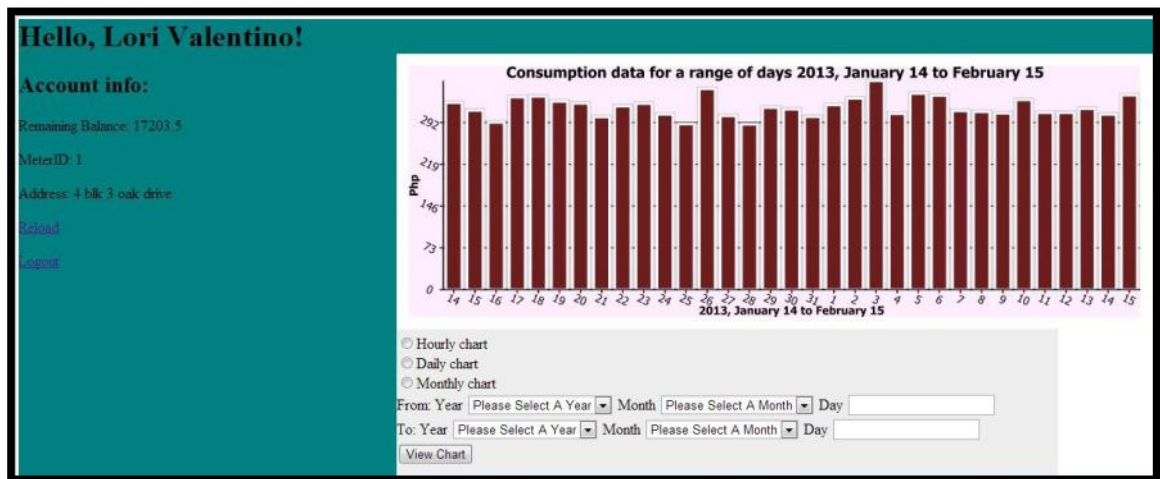 Hello, Lori Valentino!
Account info:
Remaining Balance: 17203.5
MeterID: 1
Address: 4 blk 3 oak drive
Reload
Logout
Consumption data for a range of days 2013, January 14 to February 15
Php
292
219
146
73
0
14 15 16 17 18 19 20 21 22 23 24 25 26 27 28 29 30 31 1 2 3 4 5 6 7 8 9 10 11 12 13 14 15
2013, January 14 to February 15
Hourly chart
Daily chart
Monthly chart
From: Year Please Select A Year Month Please Select A Month Day
To: Year Please Select A Year Month Please Select A Month Day
View Chart